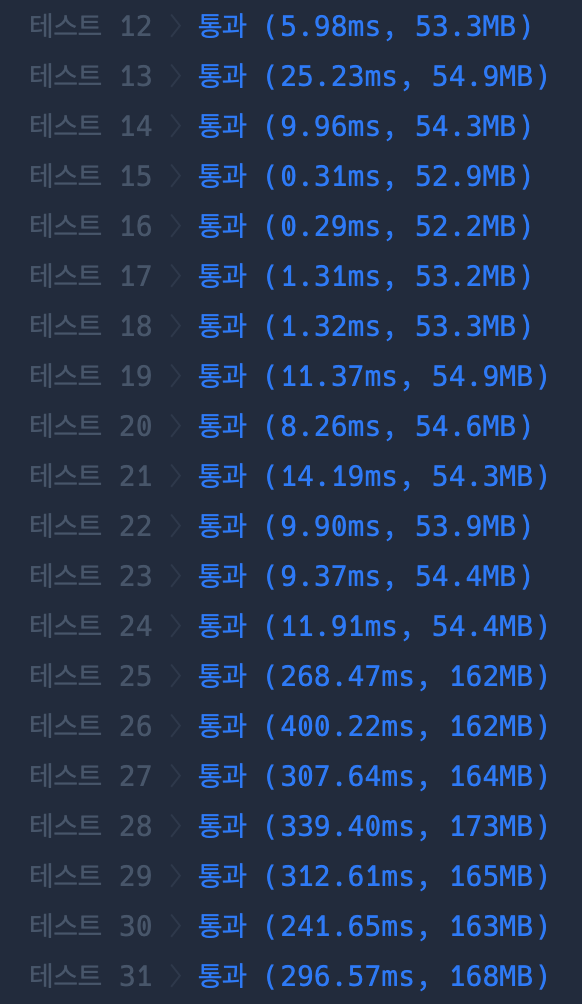 테스트 12 〉 통과 (5.98ms, 53.3MB)
테스트 13 〉 통과 (25.23ms, 54.9MB)
테스트 14 〉 통과 (9.96ms, 54.3MB)
테스트 15 〉 통과 (0.31ms, 52.9MB)
테스트 16 〉 통과 (0.29ms, 52.2MB)
테스트 17 〉 통과 (1.31ms, 53.2MB)
테스트 18 〉 통과 (1.32ms, 53.3MB)
테스트 19 〉 통과 (11.37ms, 54.9MB)
테스트 20 〉 통과 (8.26ms, 54.6MB)
테스트 21 〉 통과 (14.19ms, 54.3MB)
테스트 22 〉 통과 (9.90ms, 53.9MB)
테스트 23 〉 통과 (9.37ms, 54.4MB)
테스트 24 〉 통과 (11.91ms, 54.4MB)
테스트 25 〉 통과 (268.47ms, 162MB)
테스트 26 〉 통과 (400.22ms, 162MB)
테스트 27 〉 통과 (307.64ms, 164MB)
테스트 28 〉 통과 (339.40ms, 173MB)
테스트 29 〉 통과 (312.61ms, 165MB)
테스트 30 〉 통과 (241.65ms, 163MB)
테스트 31 〉 통과 (296.57ms, 168MB)